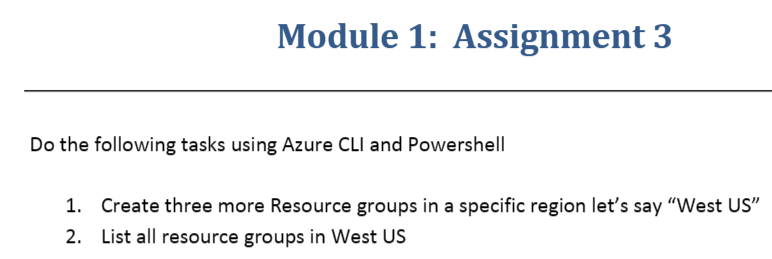 Module 1: Assignment 3
Do the following tasks using Azure CLI and Powershell
1. Create three more Resource groups in a specific region let's say “West US”
2. List all resource groups in West US